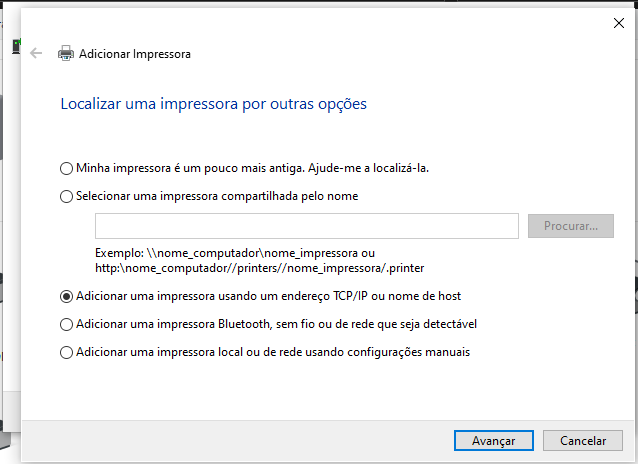 Adicionar Impressora
Localizar uma impressora por outras opções
Minha impressora é um pouco mais antiga. Ajude-me a localizá-la.
Selecionar uma impressora compartilhada pelo nome
Procurar...
Exemplo: \\nome_computador\nome_impressora ou
http:\nome_computador//printers//nome_impressora/.printer
Adicionar uma impressora usando um endereço TCP/IP ou nome de host
Adicionar uma impressora Bluetooth, sem fio ou de rede que seja detectável
Adicionar uma impressora local ou de rede usando configurações manuais
Avançar
Cancelar